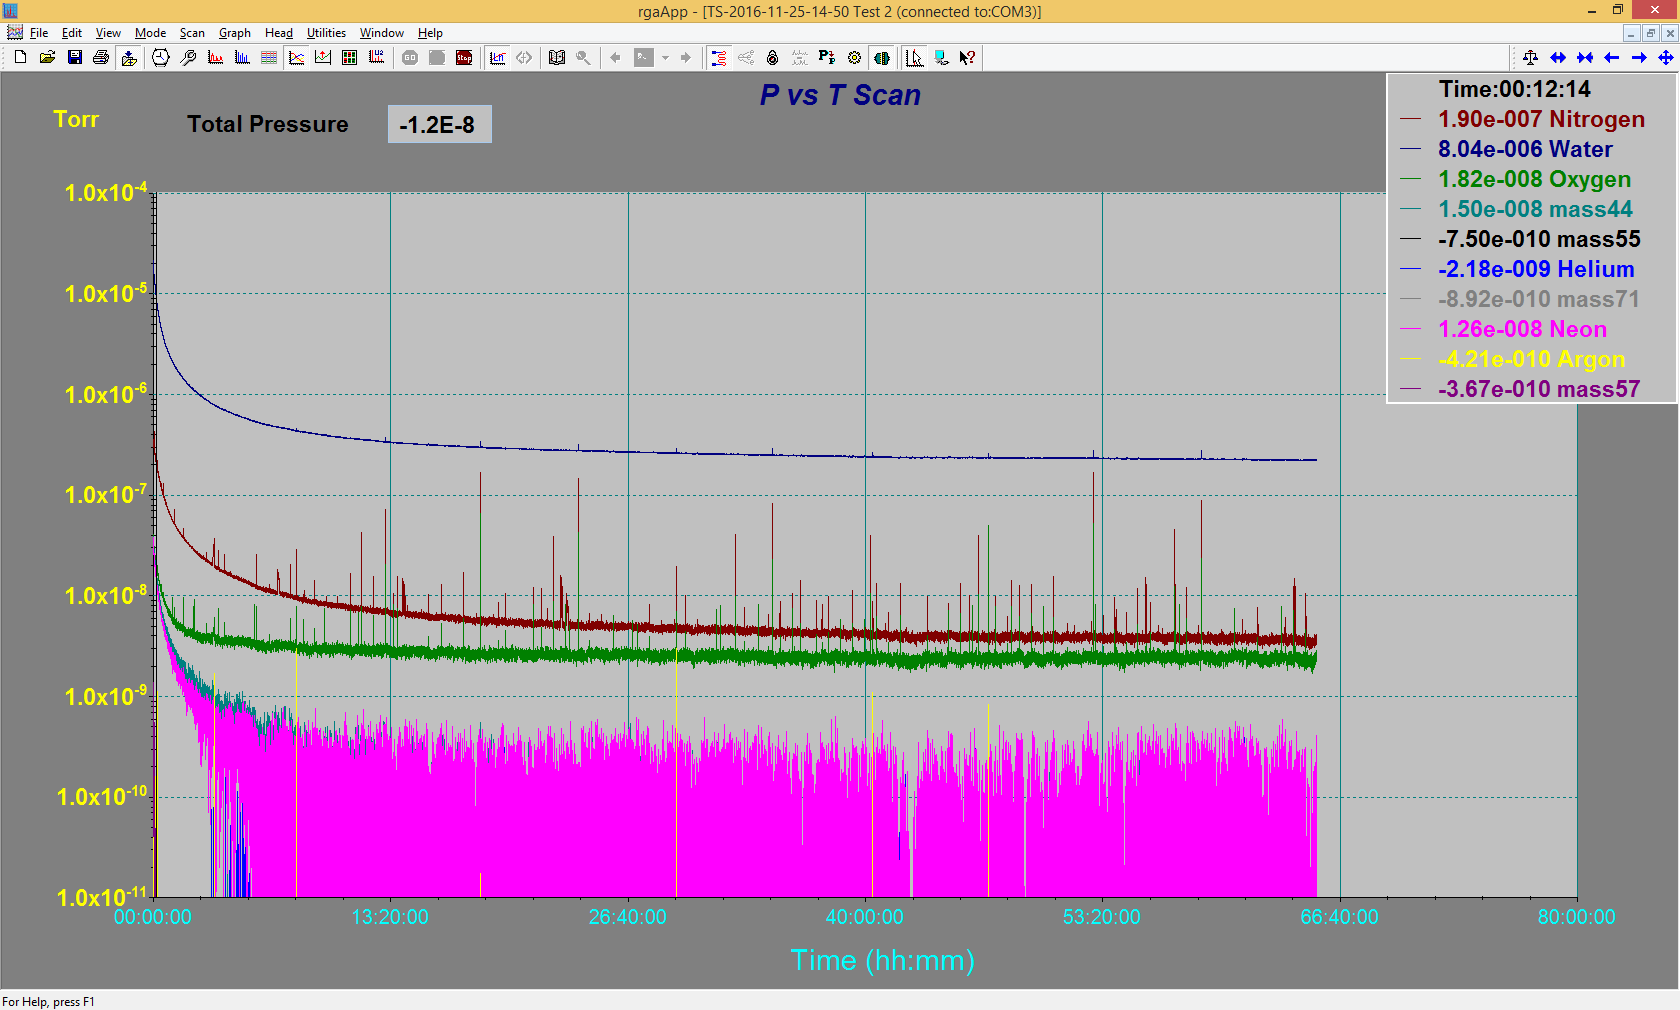 rgaApp - [TS-2016-11-25-14-50 Test 2 (connected to:COM3)]
File Edit View Mode Scan Graph Head Utilities Window Help
P vs T Scan
Torr
Total Pressure -1.2E-8
Time:00:12:14
1.90e-007 Nitrogen
8.04e-006 Water
1.82e-008 Oxygen
1.50e-008 mass44
-7.50e-010 mass55
-2.18e-009 Helium
-8.92e-010 mass71
1.26e-008 Neon
-4.21e-010 Argon
-3.67e-010 mass57
1.0x10-4
1.0x10-5
1.0x10-6
1.0x10-7
1.0x10-8
1.0x10-9
1.0x10-10
1.0x10-11
00:00:00 13:20:00 26:40:00 40:00:00 53:20:00 66:40:00 80:00:00
Time (hh:mm)
For Help, press F1